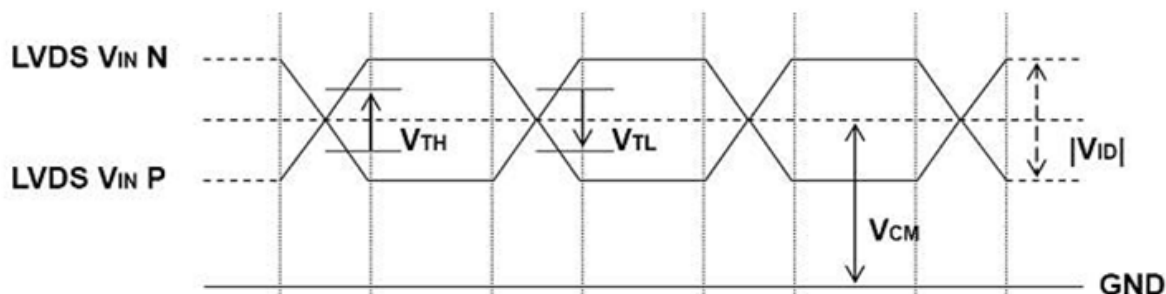 LVDS VIN N
VTH
VTL
|VID|
LVDS VIN P
VCM
GND